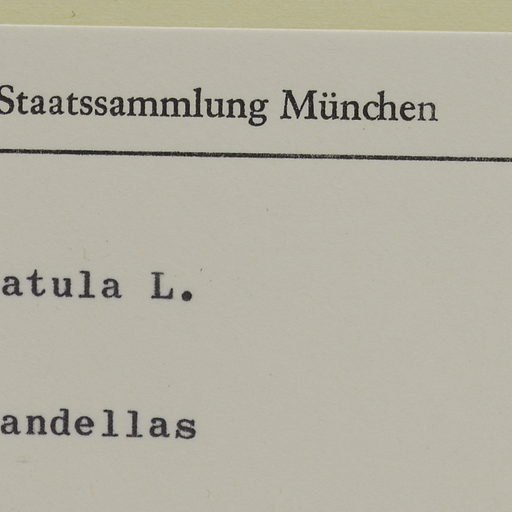 Staatssammlung München
atula L.
andellas